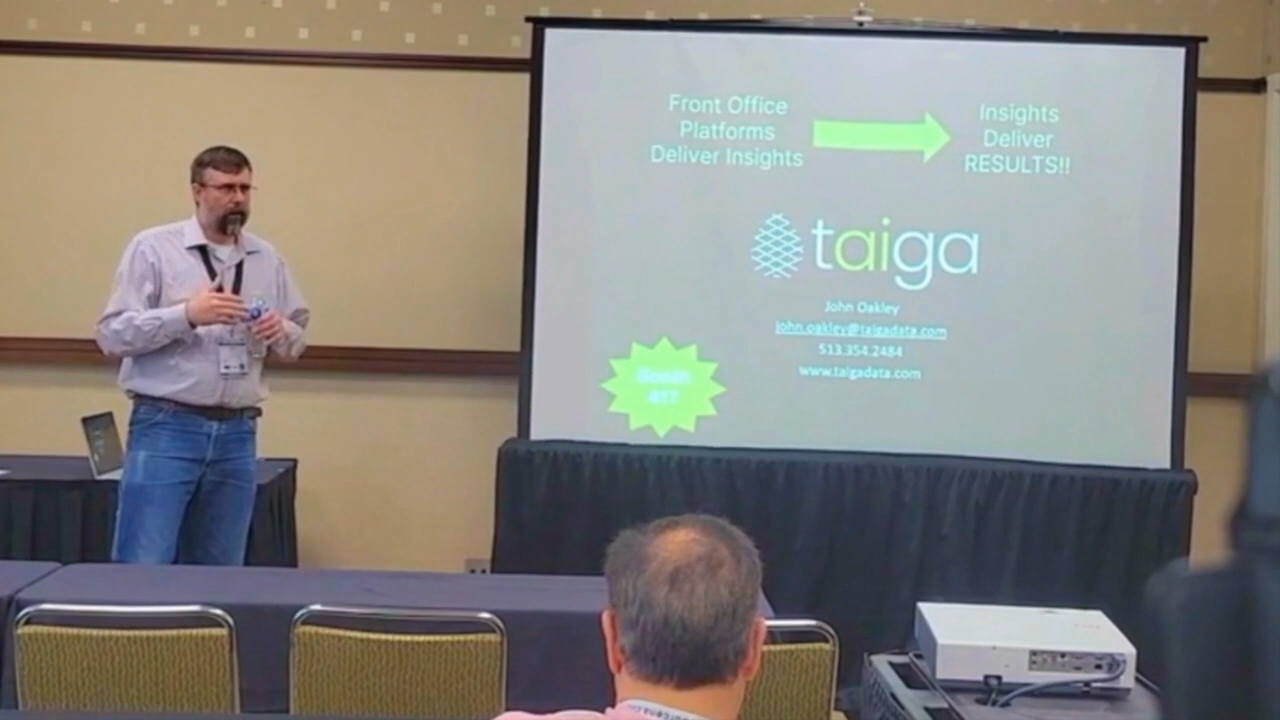 Front Office
Platforms
Deliver Insights
Insights
Deliver
RESULTS!!
taiga
John Oakley
john.oakley@taigadata.com
513.354.2484
www.taigadata.com
Booth